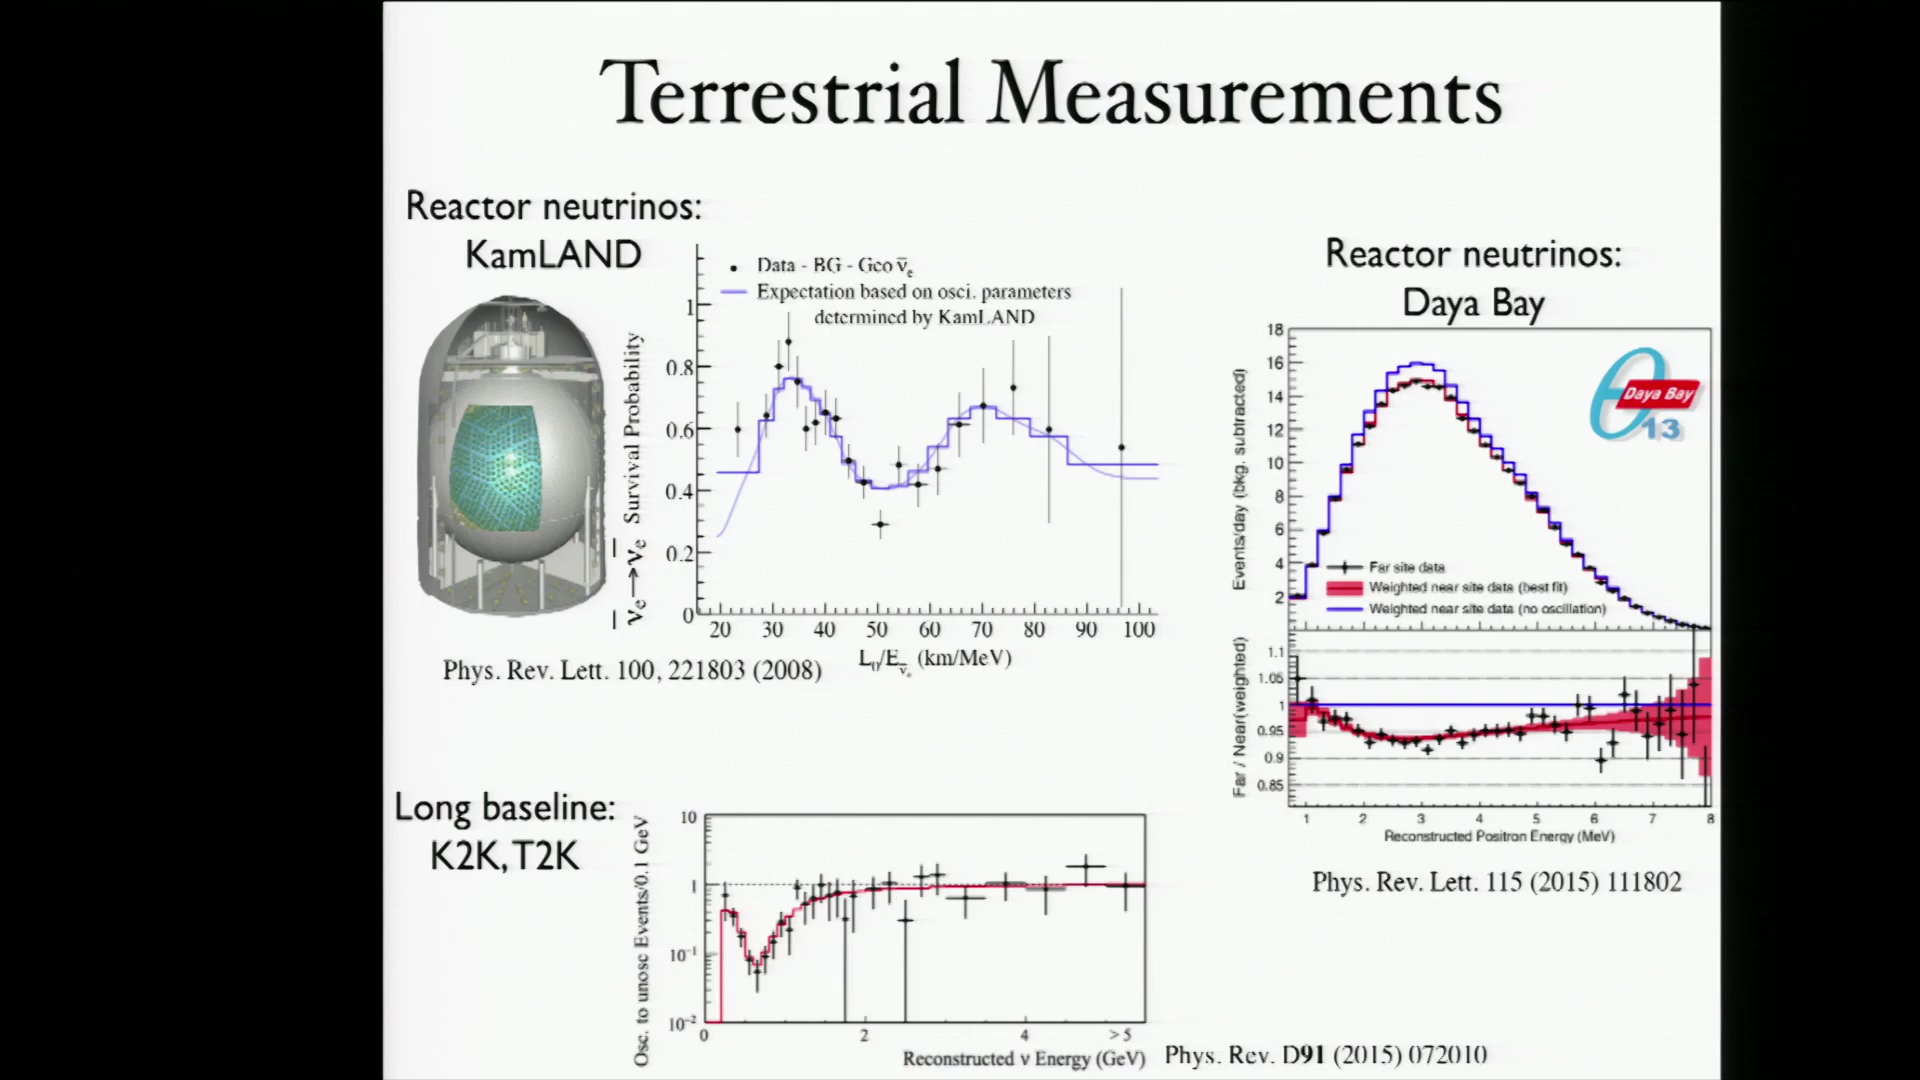 Terrestrial Measurements
Reactor neutrinos:
KamLAND
Data - BG - Geo ν̅e
Expectation based on osci. parameters
determined by KamLAND
ν̅e→ν̅e Survival Probability
1
0.8
0.6
0.4
0.2
0
20 30 40 50 60 70 80 90 100
L0/Eν̅e (km/MeV)
Phys. Rev. Lett. 100, 221803 (2008)
Reactor neutrinos:
Daya Bay
θ13
Daya Bay
Events/day (bkg. subtracted)
18
16
14
12
10
8
6
4
2
Far site data
Weighted near site data (best fit)
Weighted near site data (no oscillation)
Far / Near(weighted)
1.1
1.05
1
0.95
0.9
0.85
1 2 3 4 5 6 7 8
Reconstructed Positron Energy (MeV)
Phys. Rev. Lett. 115 (2015) 111802
Long baseline:
K2K, T2K
Osc. to unosc Events/0.1 GeV
10
1
10⁻¹
10⁻²
0 2 4 >5
Reconstructed ν Energy (GeV)
Phys. Rev. D91 (2015) 072010